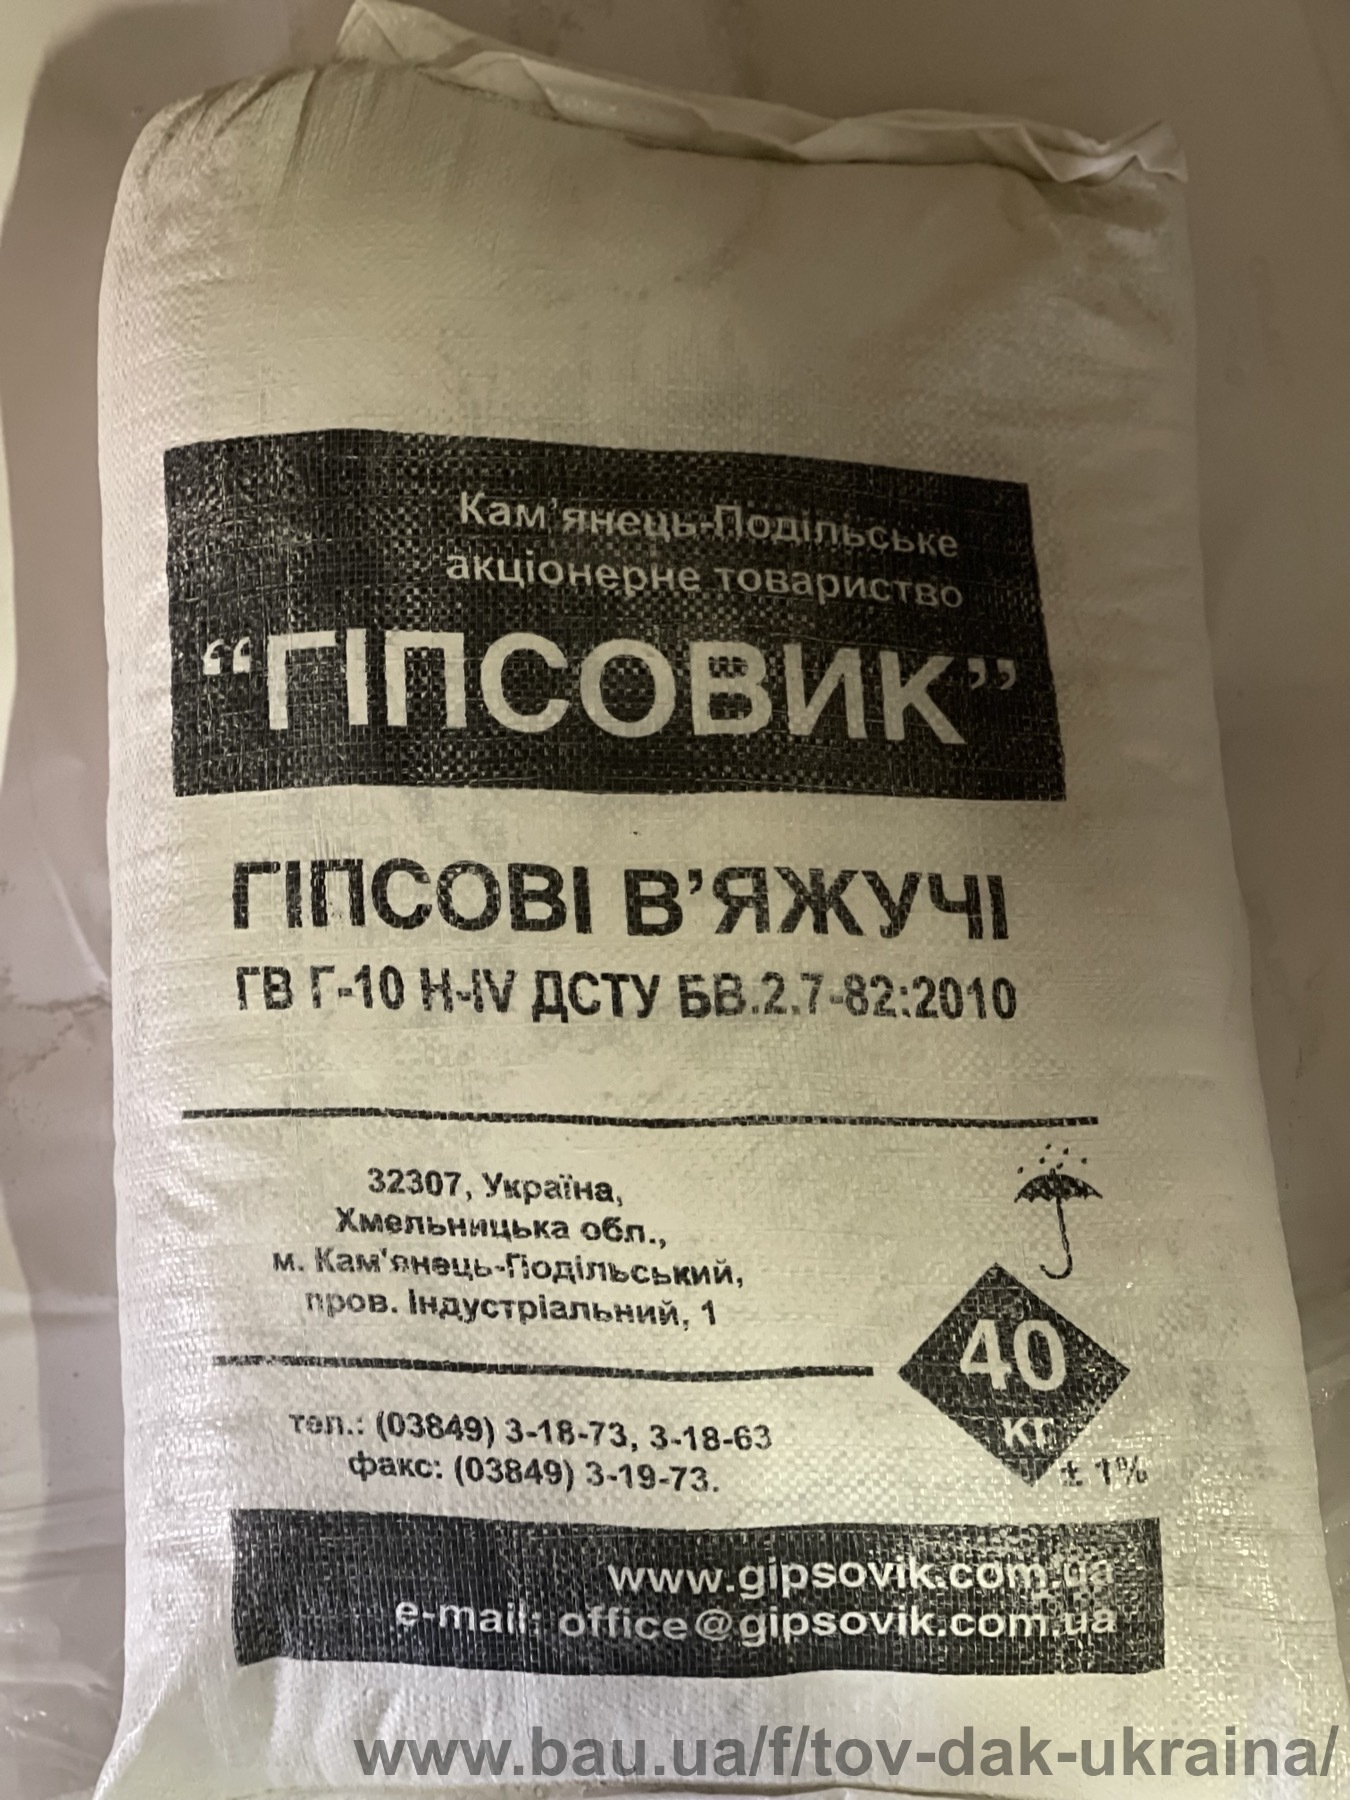 Кам'янець-Подільське
акціонерне товариство
“ГІПСОВИК”
ГІПСОВІ В’ЯЖУЧІ
ГВ Г-10 Н-IV ДСТУ БВ.2.7-82:2010
32307, Україна,
Хмельницька обл.,
м. Кам'янець-Подільський,
пров. Індустріальний, 1
40
кг
± 1%
тел.: (03849) 3-18-73, 3-18-63
факс: (03849) 3-19-73.
www.gipsovik.com.ua
e-mail: office@gipsovik.com.ua
www.bau.ua/f/tov-dak-ukraina/